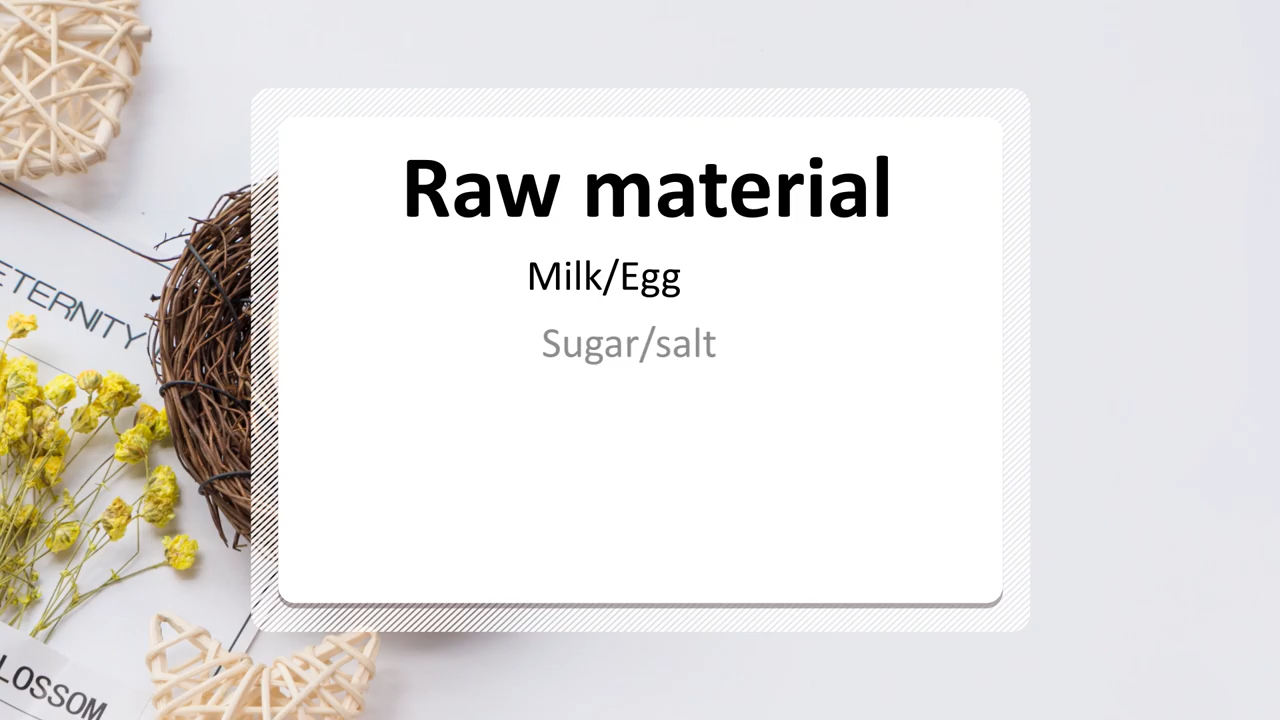 Raw material
Milk/Egg
Sugar/salt
ETERNITY
LOSSOM